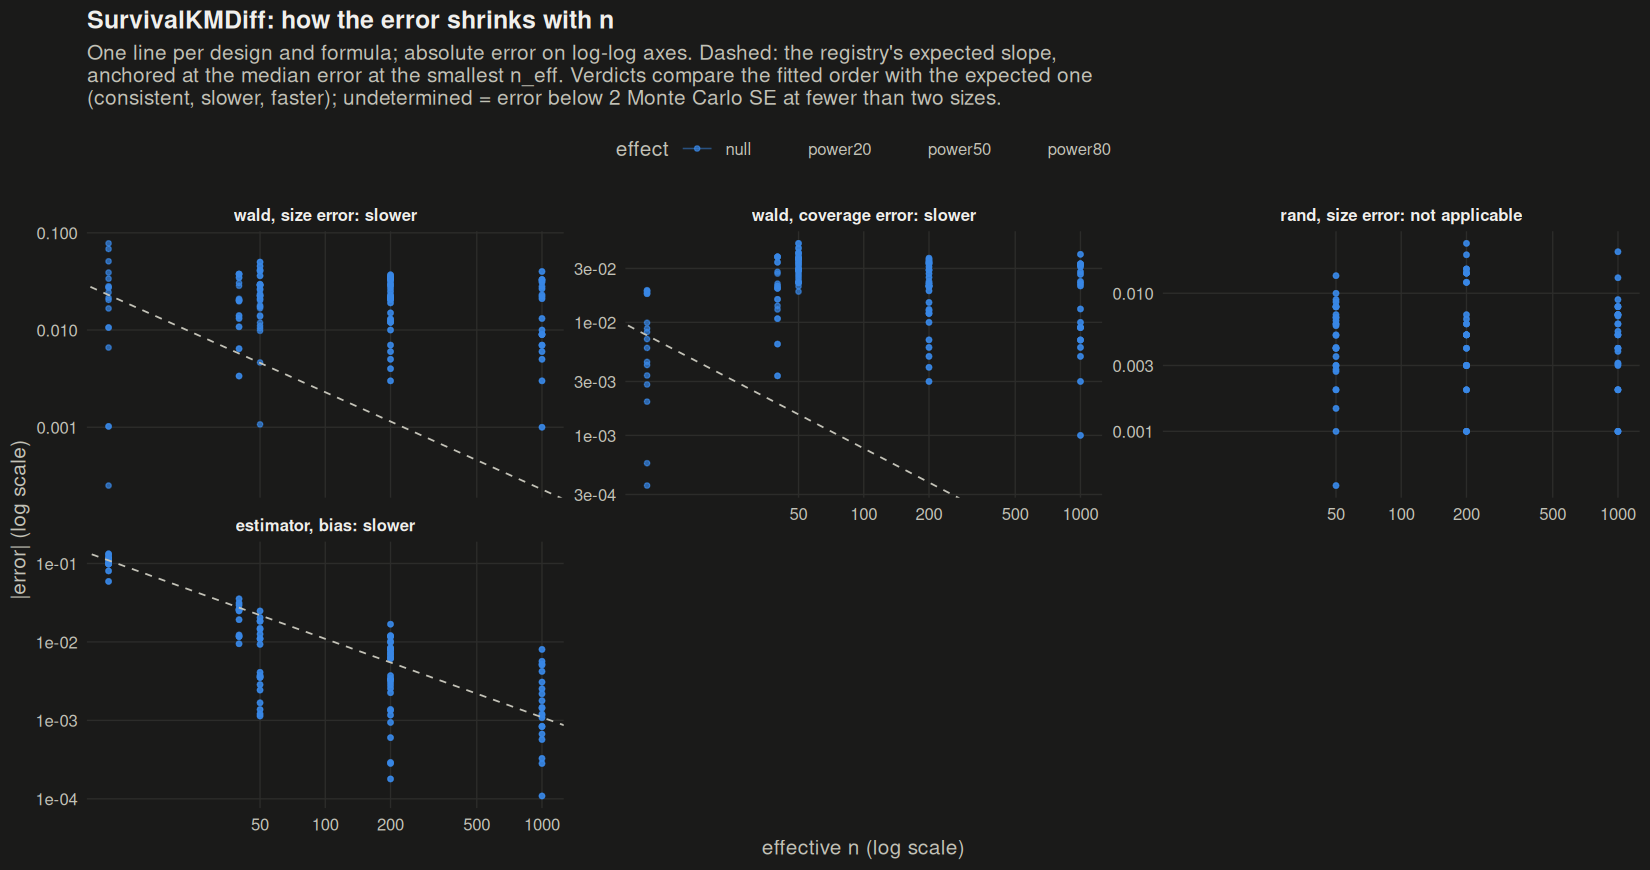 SurvivalKMDiff: how the error shrinks with n
One line per design and formula; absolute error on log-log axes. Dashed: the registry's expected slope,
anchored at the median error at the smallest n_eff. Verdicts compare the fitted order with the expected one
(consistent, slower, faster); undetermined = error below 2 Monte Carlo SE at fewer than two sizes.
effect null power20 power50 power80
wald, size error: slower
0.100
0.010
0.001
wald, coverage error: slower
3e-02
1e-02
3e-03
1e-03
3e-04
50 100 200 500 1000
rand, size error: not applicable
0.010
0.003
0.001
50 100 200 500 1000
estimator, bias: slower
1e-01
1e-02
1e-03
1e-04
50 100 200 500 1000
|error| (log scale)
effective n (log scale)